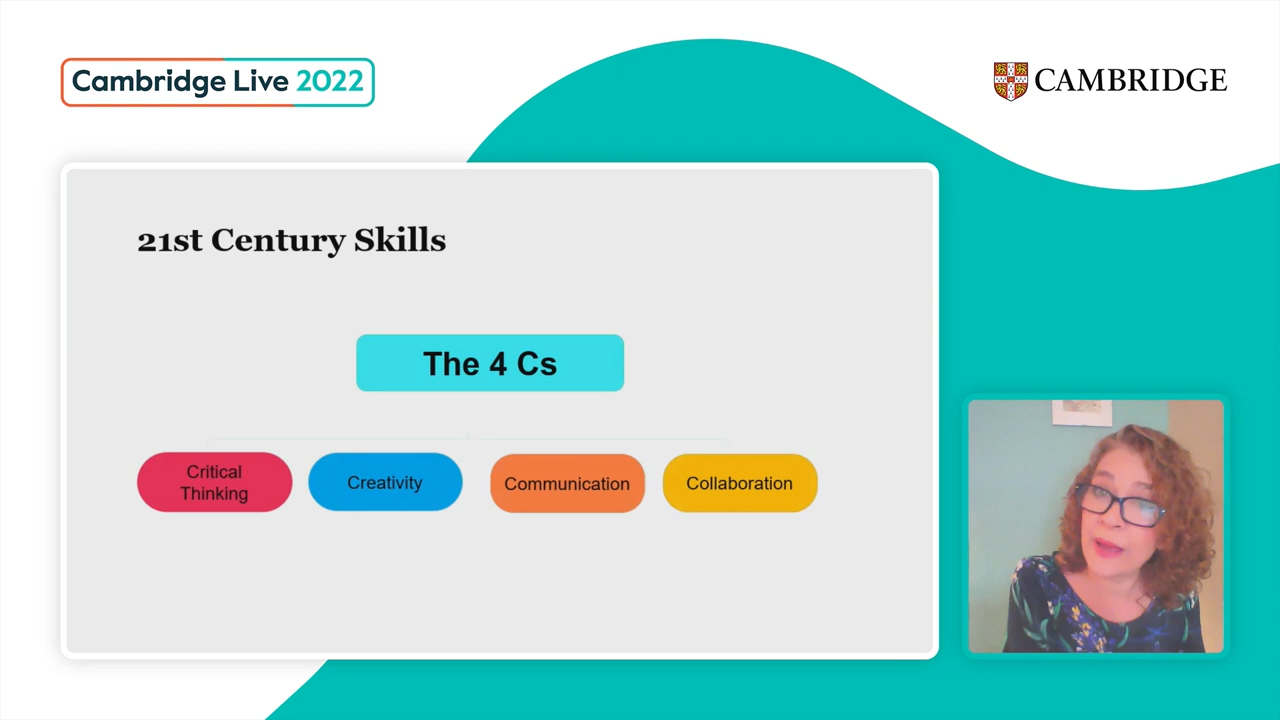 Cambridge Live 2022
CAMBRIDGE
21st Century Skills
The 4 Cs
Critical
Thinking
Creativity
Communication
Collaboration